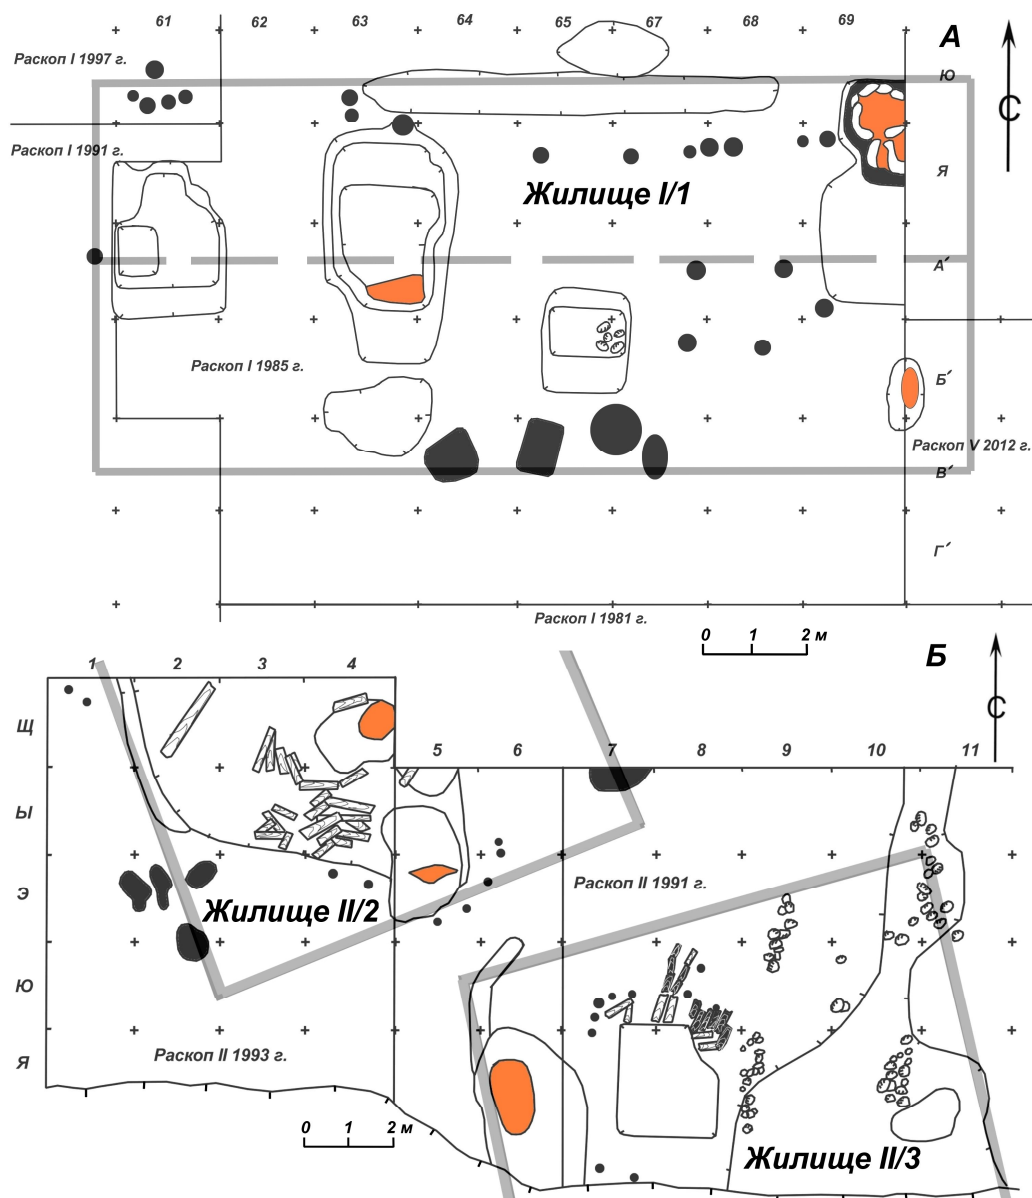 61 62 63 64 65 67 68 69
А
Раскоп I 1997 г.
Ю
С
Раскоп I 1991 г.
Я
Жилище I/1
А´
Раскоп I 1985 г.
Б´
Раскоп V 2012 г.
В´
Г´
Раскоп I 1981 г.
0 1 2 м
Б
1 2 3 4
С
Щ
5 6 7 8 9 10 11
Ы
Э
Раскоп II 1991 г.
Жилище II/2
Ю
Раскоп II 1993 г.
Я
0 1 2 м
Жилище II/3